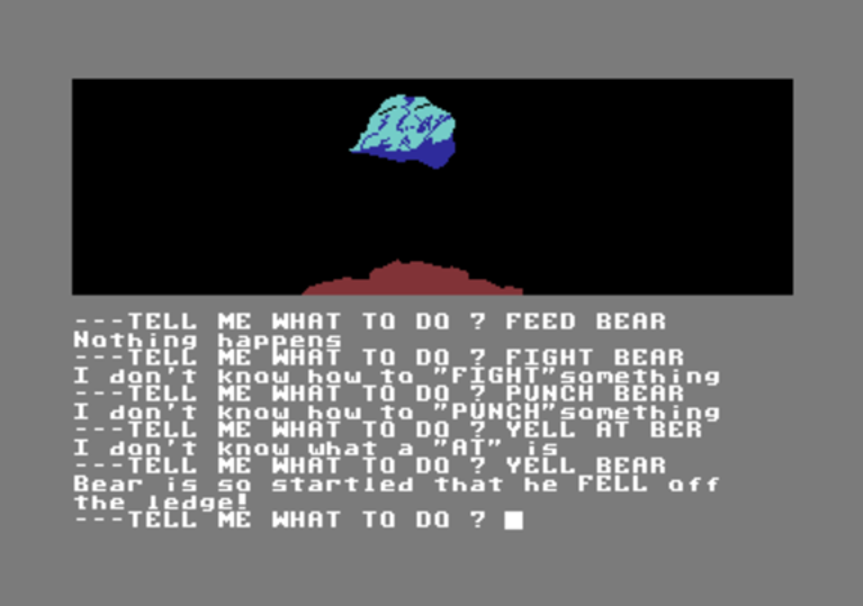 ---TELL ME WHAT TO DO ? FEED BEAR
Nothing happens
---TELL ME WHAT TO DO ? FIGHT BEAR
I don't know how to "FIGHT"something
---TELL ME WHAT TO DO ? PUNCH BEAR
I don't know how to "PUNCH"something
---TELL ME WHAT TO DO ? YELL AT BER
I don't know what a "AT" is
---TELL ME WHAT TO DO ? YELL BEAR
Bear is so startled that he FELL off
the ledge!
---TELL ME WHAT TO DO ?